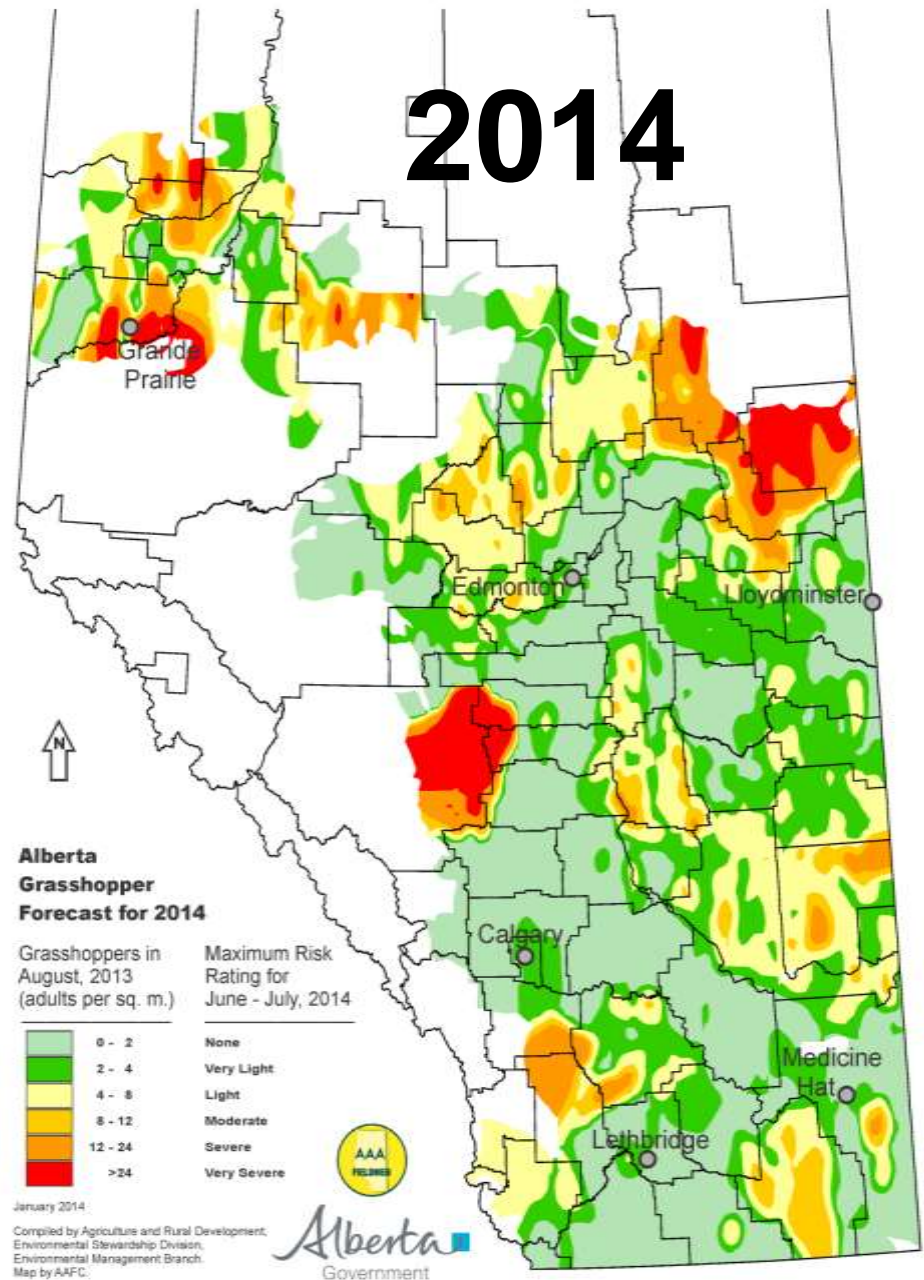 2014
Grande
Prairie
Edmonton
Lloydminster
N
Calgary
Medicine
Hat
Lethbridge
Alberta
Grasshopper
Forecast for 2014
Grasshoppers in
August, 2013
(adults per sq. m.)
Maximum Risk
Rating for
June - July, 2014
0 - 2 None
2 - 4 Very Light
4 - 8 Light
8 - 12 Moderate
12 - 24 Severe
>24 Very Severe
AAA
FIELDMEN
January 2014
Compiled by Agriculture and Rural Development,
Environmental Stewardship Division,
Environmental Management Branch.
Map by AAFC.
Alberta
Government